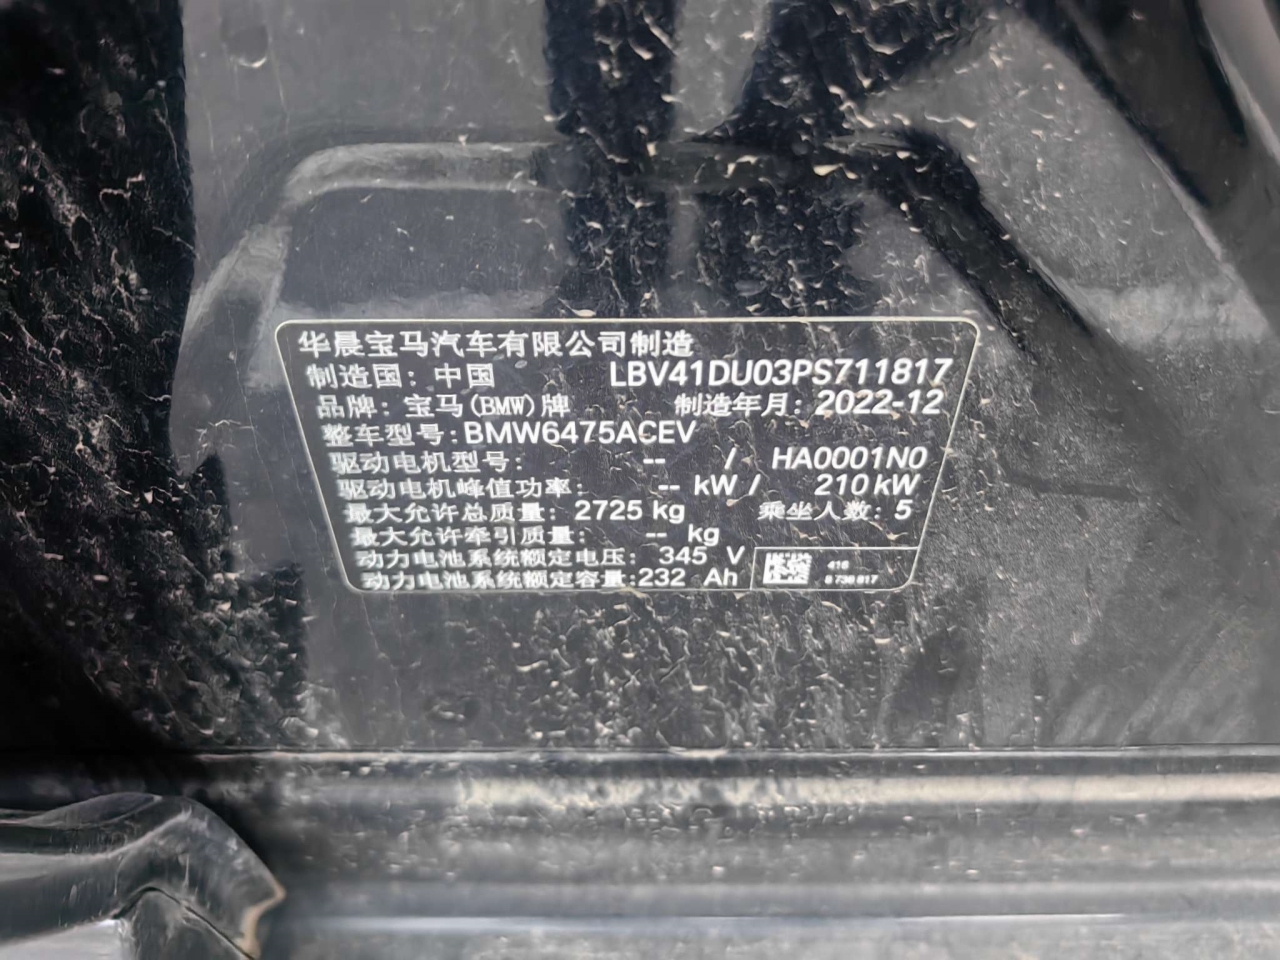 华晨宝马汽车有限公司制造
制造国：中国 LBV41DU03PS711817
品牌：宝马(BMW)牌 制造年月：2022-12
整车型号：BMW6475ACEV
驱动电机型号： -- / HA0001N0
驱动电机峰值功率： -- kW / 210 kW
最大允许总质量：2725 kg 乘坐人数：5
最大允许牵引质量： -- kg
动力电池系统额定电压： 345 V
动力电池系统额定容量：232 Ah
416